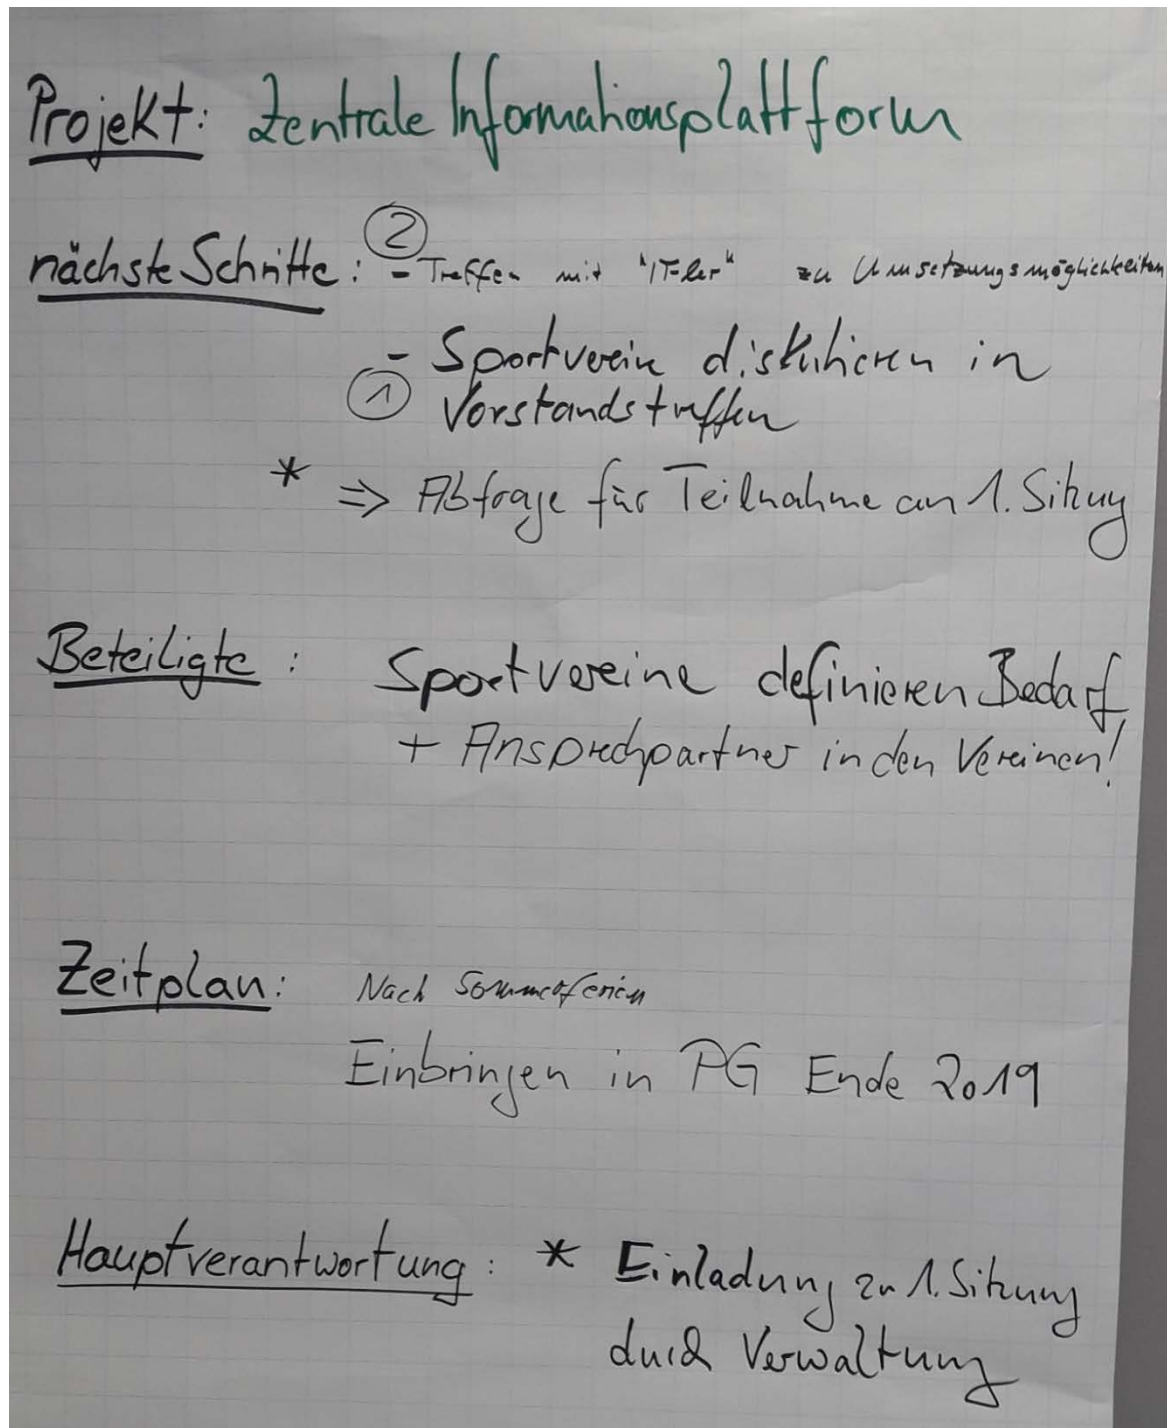 Projekt: Zentrale Informationsplattform
②
nächste Schritte: - Treffen mit "IT-ler" zu Umsetzungsmöglichkeiten
- Sportvereine diskutieren in
① Vorstandstreffen
* => Abfrage für Teilnahme an 1. Sitzung
Beteiligte: Sportvereine definieren Bedarf
+ Ansprechpartner in den Vereinen!
Zeitplan: Nach Sommerferien
Einbringen in PG Ende 2019
Hauptverantwortung: * Einladung zu 1. Sitzung
durch Verwaltung